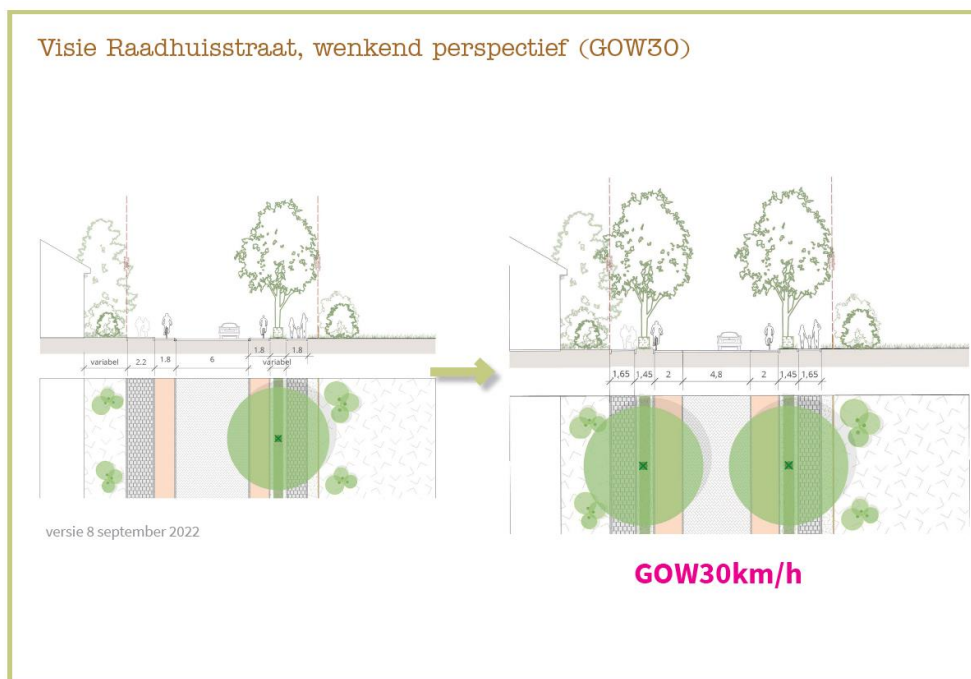 Visie Raadhuisstraat, wenkend perspectief (GOW30)
variabel 2.2 1.8 6 1.8 variabel 1.8
1,65 1,45 2 4,8 2 1,45 1,65
versie 8 september 2022
GOW30km/h